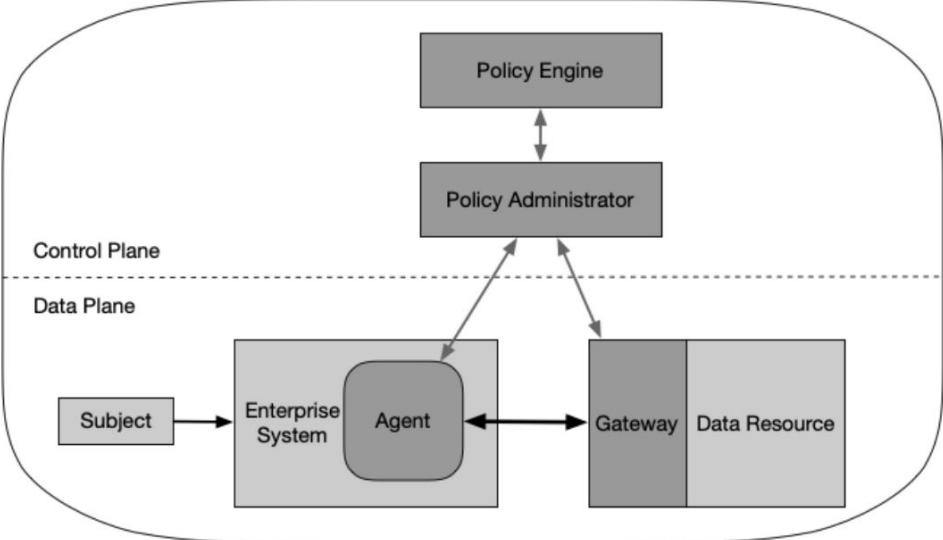 Policy Engine
Policy Administrator
Control Plane
Data Plane
Subject
Enterprise
System
Agent
Gateway
Data Resource